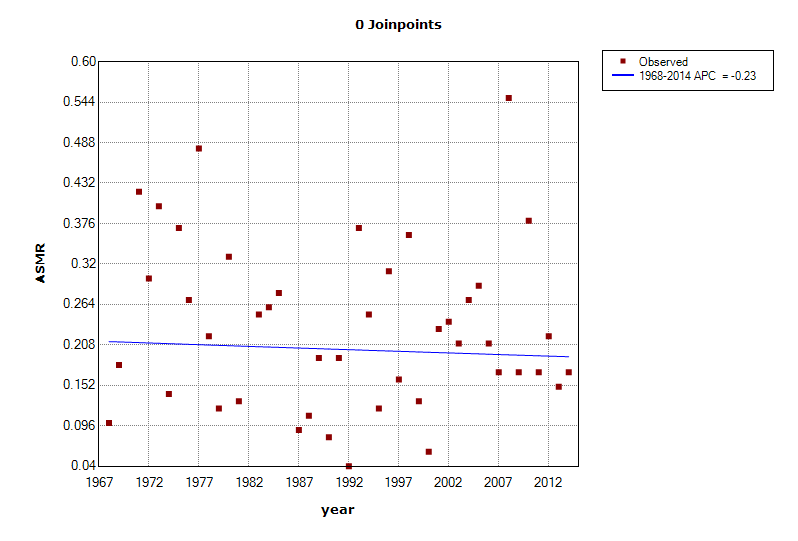 0 Joinpoints
Observed
1968-2014 APC = -0.23
0.60
0.544
0.488
0.432
0.376
0.32
0.264
0.208
0.152
0.096
0.04
ASMR
1967 1972 1977 1982 1987 1992 1997 2002 2007 2012
year